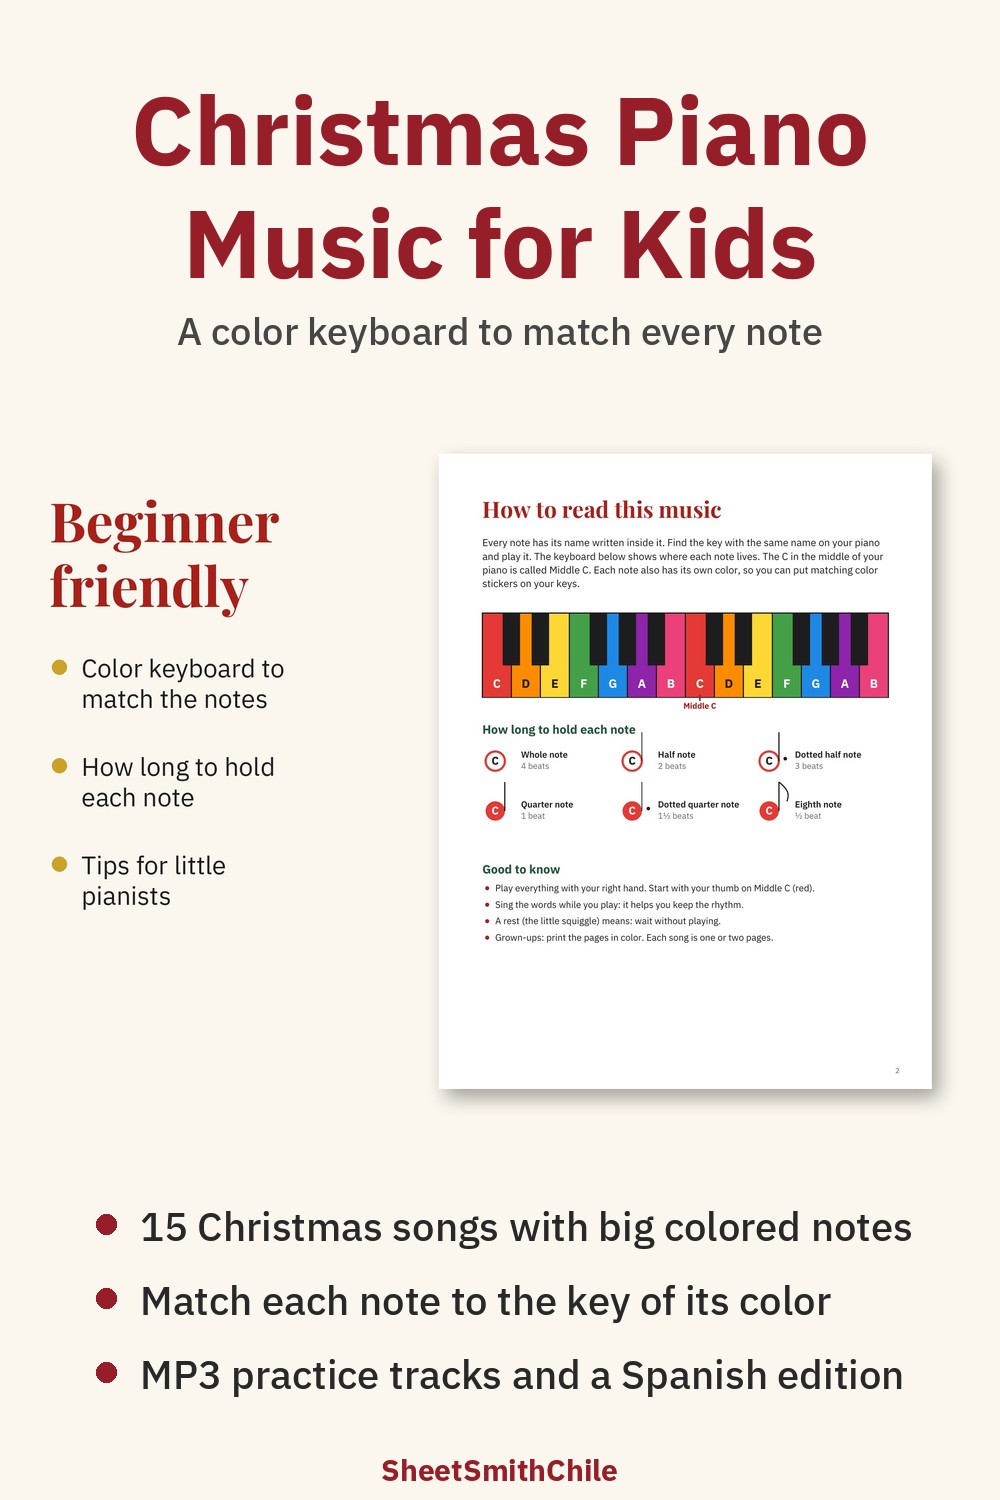 Christmas Piano
Music for Kids
A color keyboard to match every note
Beginner
friendly
Color keyboard to
match the notes
How long to hold
each note
Tips for little
pianists
How to read this music
Every note has its name written inside it. Find the key with the same name on your piano
and play it. The keyboard below shows where each note lives. The C in the middle of your
piano is called Middle C. Each note also has its own color, so you can put matching color
stickers on your keys.
C D E F G A B C D E F G A B
Middle C
How long to hold each note
C Whole note
4 beats
C Half note
2 beats
C Dotted half note
3 beats
C Quarter note
1 beat
C Dotted quarter note
1½ beats
C Eighth note
½ beat
Good to know
Play everything with your right hand. Start with your thumb on Middle C (red).
Sing the words while you play: it helps you keep the rhythm.
A rest (the little squiggle) means: wait without playing.
Grown-ups: print the pages in color. Each song is one or two pages.
2
15 Christmas songs with big colored notes
Match each note to the key of its color
MP3 practice tracks and a Spanish edition
SheetSmithChile